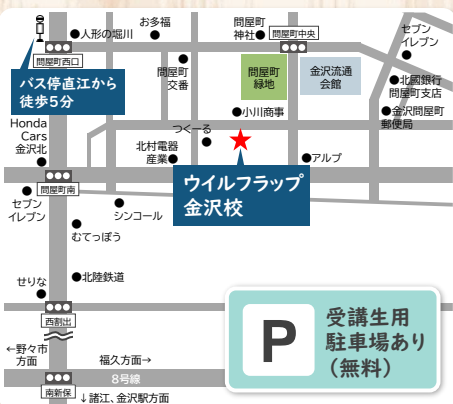 お多福
人形の堀川
問屋町
神社
問屋町中央
セブン
イレブン
問屋町西口
バス停直江から
徒歩5分
問屋町
交番
問屋町
緑地
金沢流通
会館
北國銀行
問屋町支店
小川商事
金沢問屋町
郵便局
Honda
Cars
金沢北
つくーる
北村電器
産業
アルプ
ウイルフラップ
金沢校
問屋町南
セブン
イレブン
シンコール
むてっぽう
せりな
北陸鉄道
西割出
←野々市
方面
福久方面→
8号線
南新保
↓諸江、金沢駅方面
P
受講生用
駐車場あり
(無料)